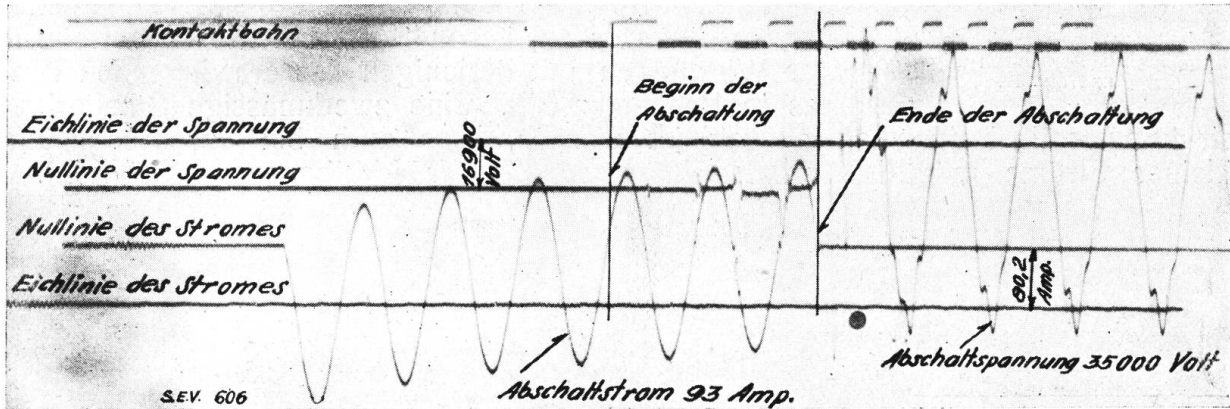 Kontaktbahn
Beginn der
Abschaltung
Ende der Abschaltung
Eichlinie der Spannung
16900
Volt
Nullinie der Spannung
Nullinie des Stromes
Eichlinie des Stromes
80,2
Amp.
Abschaltspannung 35000 Volt
Abschaltstrom 93 Amp.
S.E.V. 606